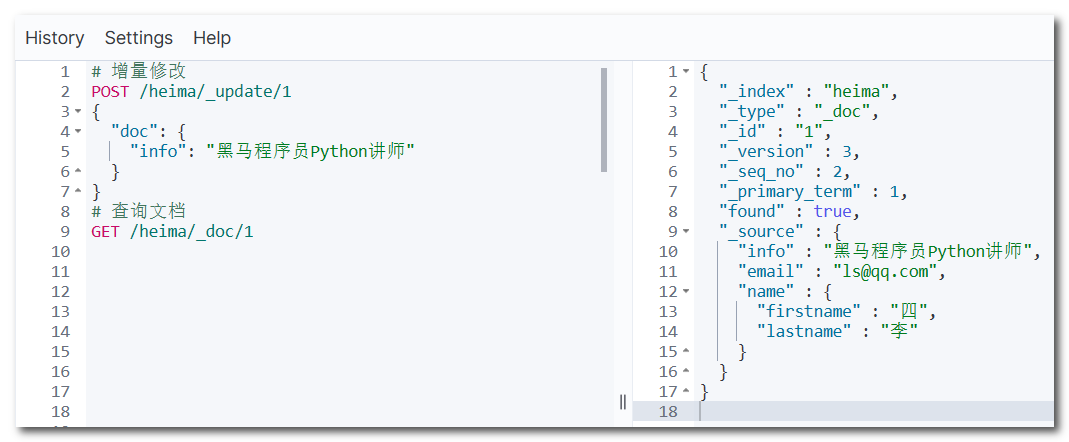 History Settings Help
1 # 增量修改
2 POST /heima/_update/1
3 {
4 "doc": {
5 "info": "黑马程序员Python讲师"
6 }
7 }
8 # 查询文档
9 GET /heima/_doc/1
10
11
12
13
14
15
16
17
18
1 {
2 "_index" : "heima",
3 "_type" : "_doc",
4 "_id" : "1",
5 "_version" : 3,
6 "_seq_no" : 2,
7 "_primary_term" : 1,
8 "found" : true,
9 "_source" : {
10 "info" : "黑马程序员Python讲师",
11 "email" : "ls@qq.com",
12 "name" : {
13 "firstname" : "四",
14 "lastname" : "李"
15 }
16 }
17 }
18